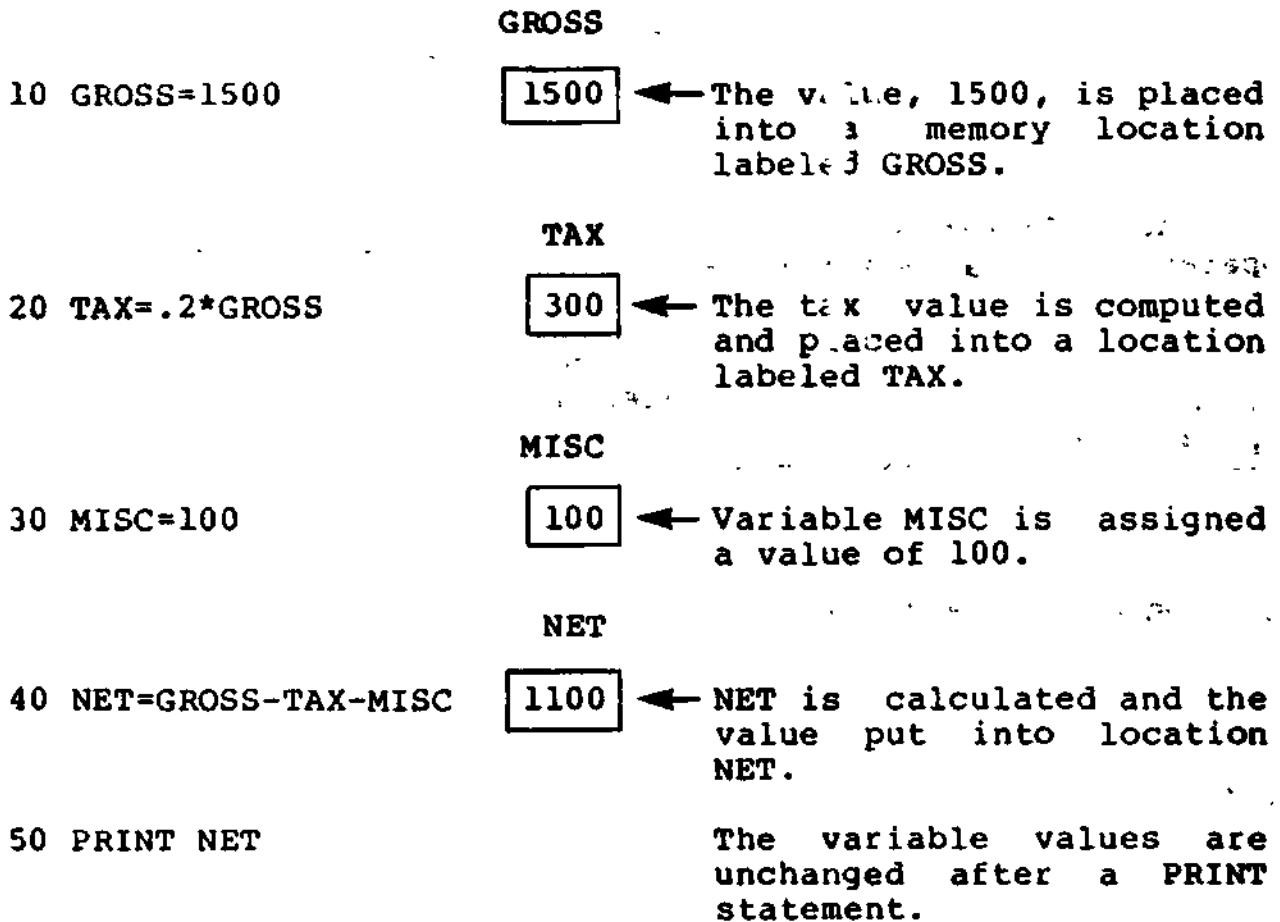 GROSS
10 GROSS=1500 1500 The value, 1500, is placed
into a memory location
labeled GROSS.
TAX
20 TAX=.2*GROSS 300 The tax value is computed
and placed into a location
labeled TAX.
MISC
30 MISC=100 100 Variable MISC is assigned
a value of 100.
NET
40 NET=GROSS-TAX-MISC 1100 NET is calculated and the
value put into location
NET.
50 PRINT NET The variable values are
unchanged after a PRINT
statement.